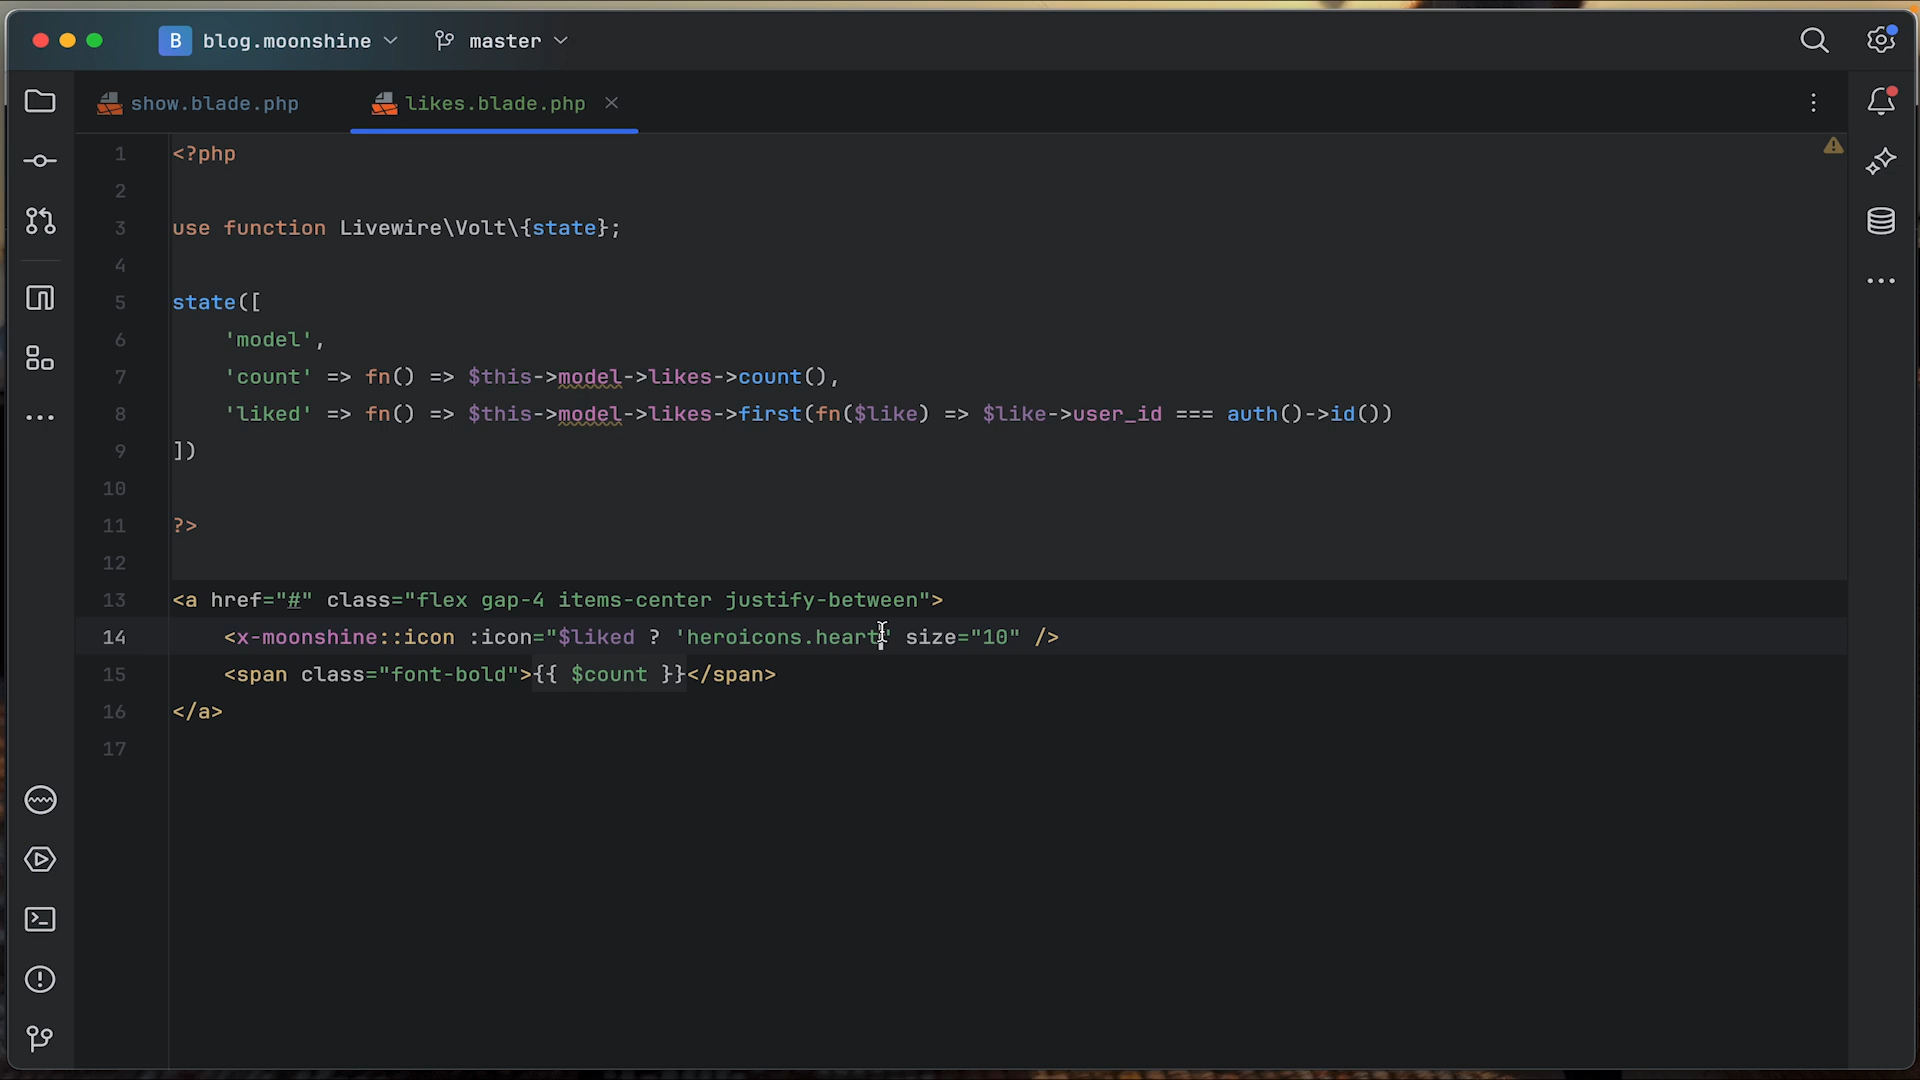 B blog.moonshine master
show.blade.php likes.blade.php
1 <?php
2
3 use function Livewire\Volt\{state};
4
5 state([
6 'model',
7 'count' => fn() => $this->model->likes->count(),
8 'liked' => fn() => $this->model->likes->first(fn($like) => $like->user_id === auth()->id())
9 ])
10
11 ?>
12
13 <a href="#" class="flex gap-4 items-center justify-between">
14 <x-moonshine::icon :icon="$liked ? 'heroicons.heart" size="10" />
15 <span class="font-bold">{{ $count }}</span>
16 </a>
17